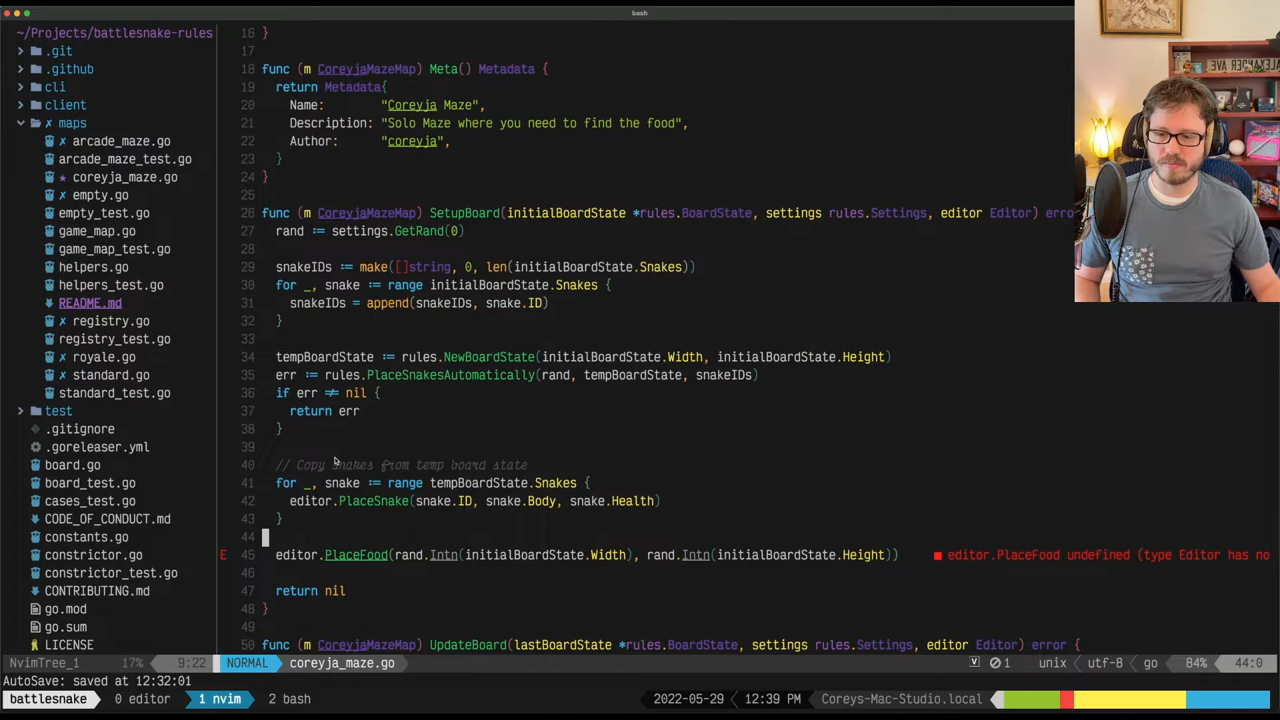 bash
~/Projects/battlesnake-rules
.git
.github
cli
client
✗ maps
✗ arcade_maze.go
arcade_maze_test.go
★ coreyja_maze.go
✗ empty.go
empty_test.go
game_map.go
game_map_test.go
helpers.go
helpers_test.go
README.md
✗ registry.go
registry_test.go
✗ royale.go
✗ standard.go
standard_test.go
test
.gitignore
.goreleaser.yml
board.go
board_test.go
cases_test.go
CODE_OF_CONDUCT.md
constants.go
constrictor.go
constrictor_test.go
CONTRIBUTING.md
go.mod
go.sum
LICENSE
16 }
17
18 func (m CoreyjaMazeMap) Meta() Metadata {
19 return Metadata{
20 Name: "Coreyja Maze",
21 Description: "Solo Maze where you need to find the food",
22 Author: "coreyja",
23 }
24 }
25
26 func (m CoreyjaMazeMap) SetupBoard(initialBoardState *rules.BoardState, settings rules.Settings, editor Editor) erro
27 rand := settings.GetRand(0)
28
29 snakeIDs := make([]string, 0, len(initialBoardState.Snakes))
30 for _, snake := range initialBoardState.Snakes {
31 snakeIDs = append(snakeIDs, snake.ID)
32 }
33
34 tempBoardState := rules.NewBoardState(initialBoardState.Width, initialBoardState.Height)
35 err := rules.PlaceSnakesAutomatically(rand, tempBoardState, snakeIDs)
36 if err ≠ nil {
37 return err
38 }
39
40 // Copy snakes from temp board state
41 for _, snake := range tempBoardState.Snakes {
42 editor.PlaceSnake(snake.ID, snake.Body, snake.Health)
43 }
44
E 45 editor.PlaceFood(rand.Intn(initialBoardState.Width), rand.Intn(initialBoardState.Height)) ■ editor.PlaceFood undefined (type Editor has no
46
47 return nil
48 }
49
50 func (m CoreyjaMazeMap) UpdateBoard(lastBoardState *rules.BoardState, settings rules.Settings, editor Editor) error {
ALEXANDER AVE
NvimTree_1 17% 9:22 NORMAL coreyja_maze.go V 1 unix utf-8 go 84% 44:0
AutoSave: saved at 12:32:01
battlesnake 0 editor 1 nvim 2 bash 2022-05-29 12:39 PM Coreys-Mac-Studio.local